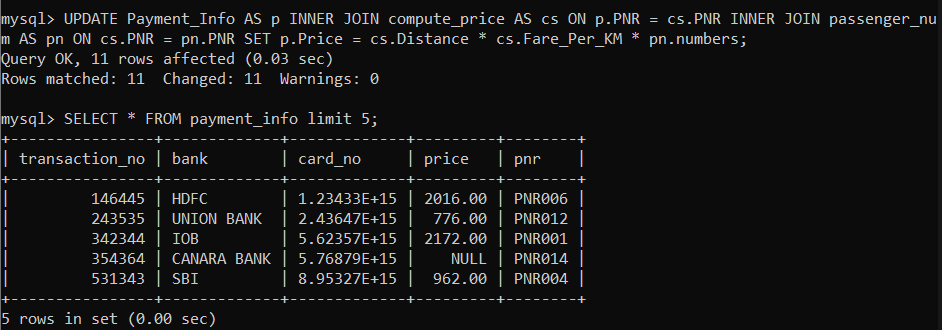 mysql> UPDATE Payment_Info AS p INNER JOIN compute_price AS cs ON p.PNR = cs.PNR INNER JOIN passenger_nu
m AS pn ON cs.PNR = pn.PNR SET p.Price = cs.Distance * cs.Fare_Per_KM * pn.numbers;
Query OK, 11 rows affected (0.03 sec)
Rows matched: 11  Changed: 11  Warnings: 0

mysql> SELECT * FROM payment_info limit 5;
+----------------+-------------+-------------+---------+--------+
| transaction_no | bank        | card_no     | price   | pnr    |
+----------------+-------------+-------------+---------+--------+
|         146445 | HDFC        | 1.23433E+15 | 2016.00 | PNR006 |
|         243535 | UNION BANK  | 2.43647E+15 |  776.00 | PNR012 |
|         342344 | IOB         | 5.62357E+15 | 2172.00 | PNR001 |
|         354364 | CANARA BANK | 5.76879E+15 |    NULL | PNR014 |
|         531343 | SBI         | 8.95327E+15 |  962.00 | PNR004 |
+----------------+-------------+-------------+---------+--------+
5 rows in set (0.00 sec)